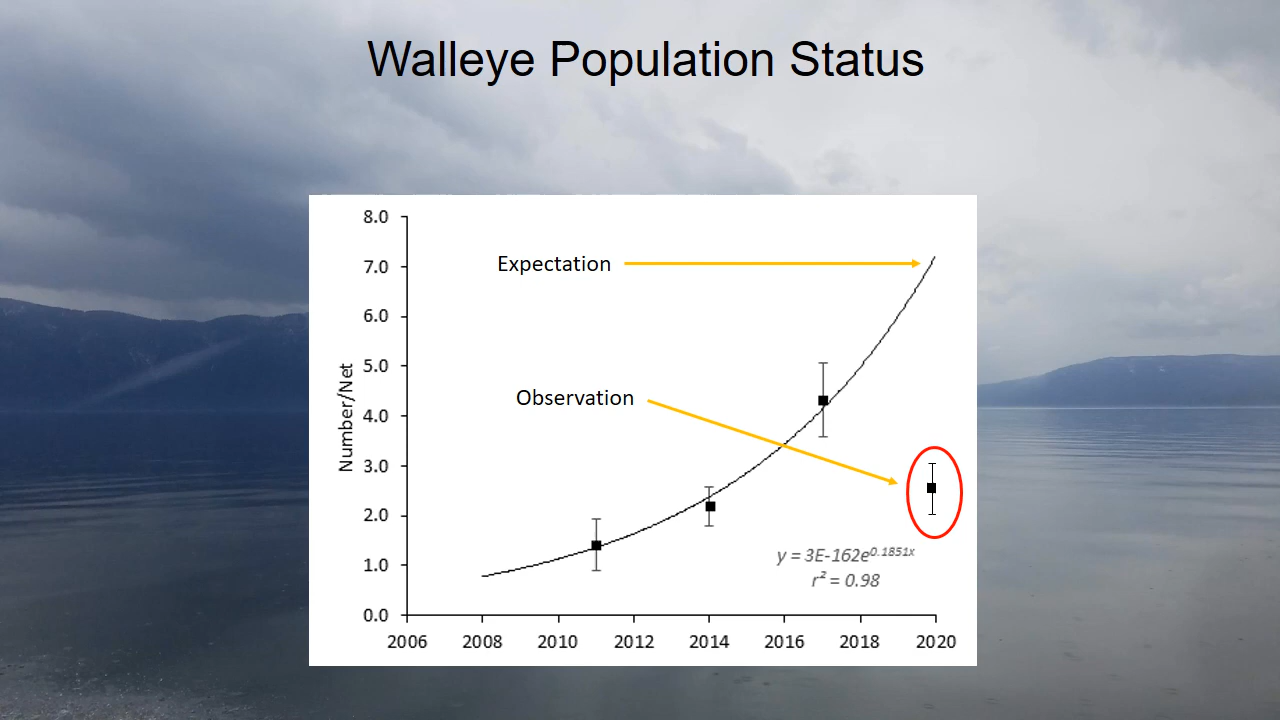 Walleye Population Status
8.0
7.0
6.0
5.0
4.0
3.0
2.0
1.0
0.0
Number/Net
Expectation
Observation
y = 3E-162e^0.1851x
r² = 0.98
2006 2008 2010 2012 2014 2016 2018 2020